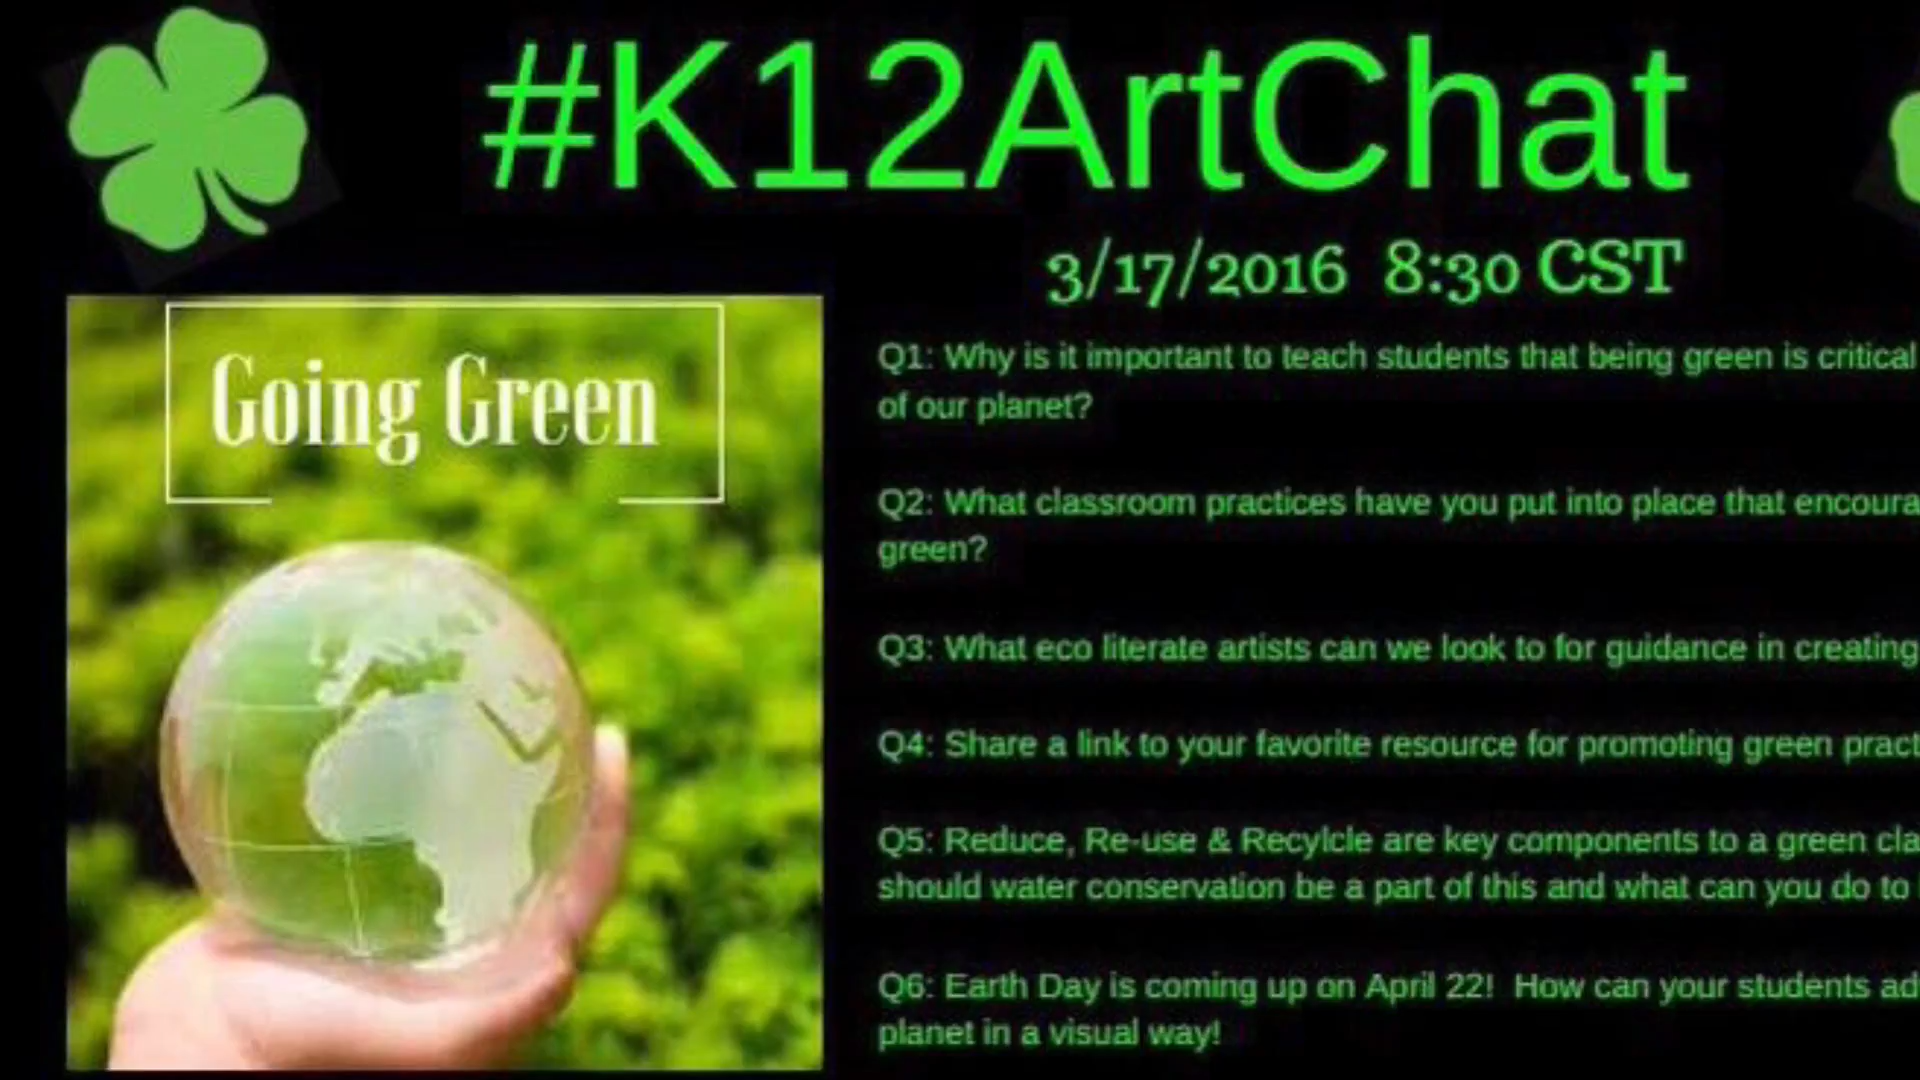 #K12ArtChat
3/17/2016 8:30 CST
Going Green
Q1: Why is it important to teach students that being green is critical
of our planet?
Q2: What classroom practices have you put into place that encoura
green?
Q3: What eco literate artists can we look to for guidance in creating
Q4: Share a link to your favorite resource for promoting green pract
Q5: Reduce, Re-use & Recylcle are key components to a green cla
should water conservation be a part of this and what can you do to
Q6: Earth Day is coming up on April 22! How can your students ad
planet in a visual way!